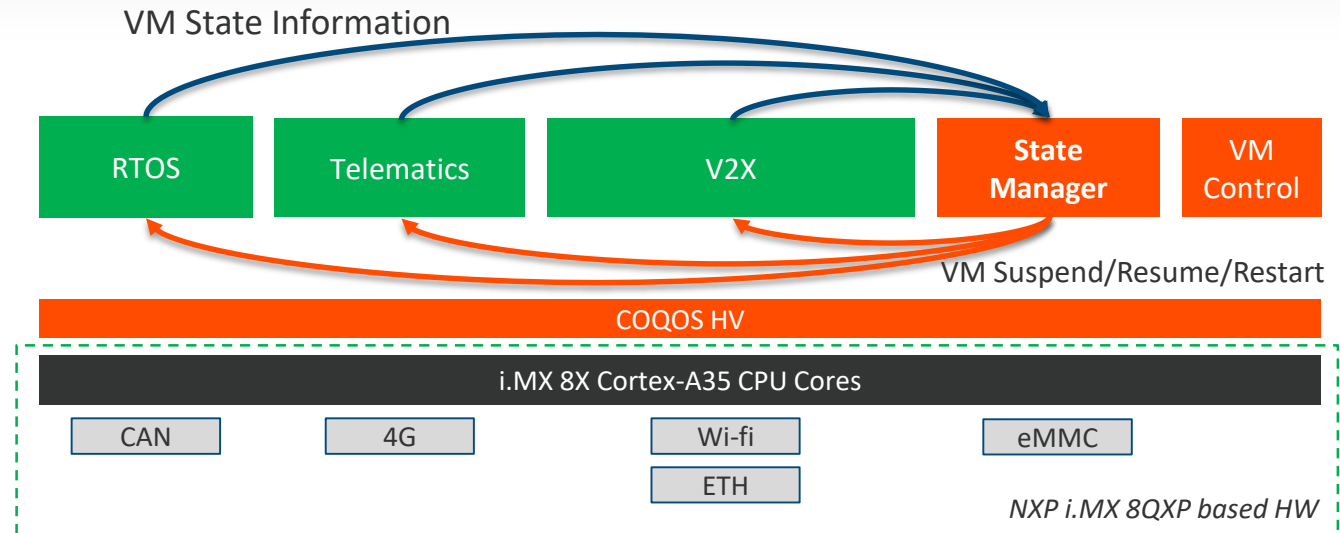 VM State Information
RTOS
Telematics
V2X
State
Manager
VM
Control
VM Suspend/Resume/Restart
COQOS HV
i.MX 8X Cortex-A35 CPU Cores
CAN
4G
Wi-fi
eMMC
ETH
NXP i.MX 8QXP based HW